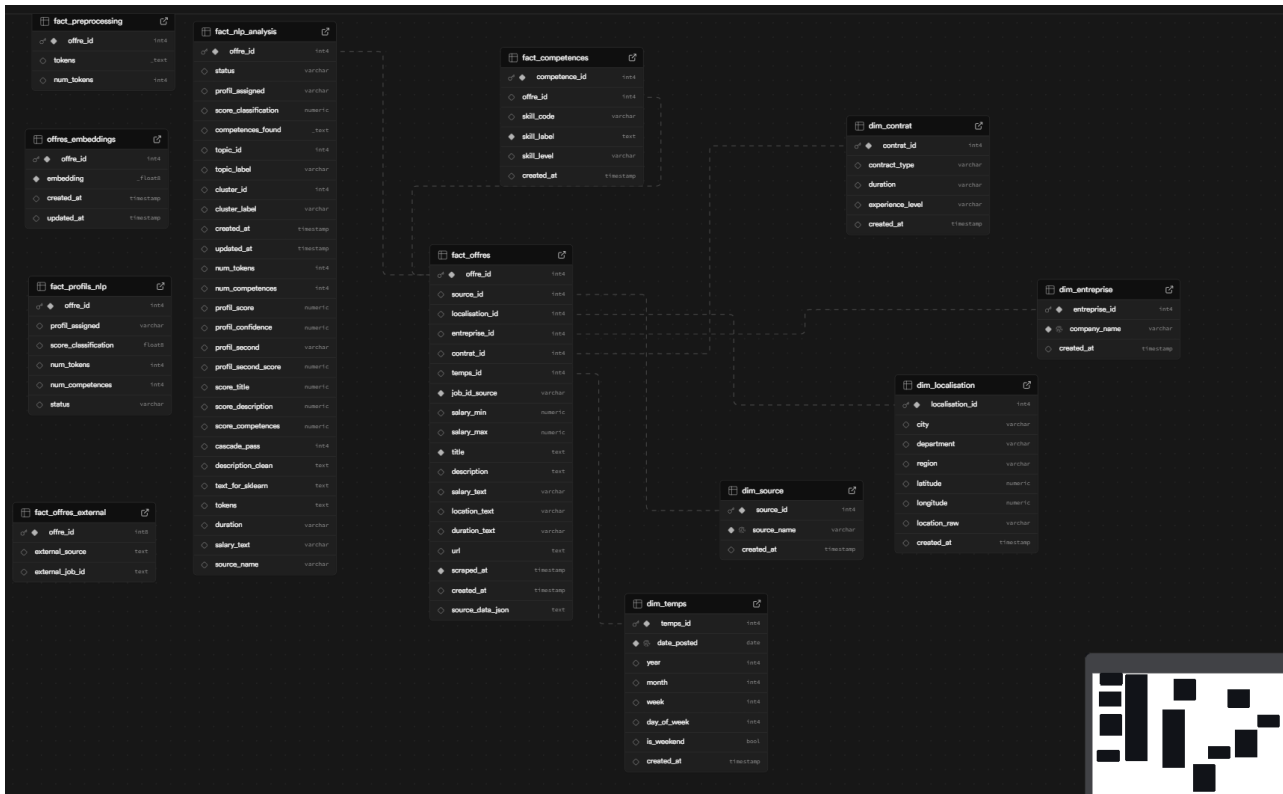 fact_preprocessing
offre_id int4
tokens _text
num_tokens int4
offres_embeddings
offre_id int4
embedding _float8
created_at timestamp
updated_at timestamp
fact_profils_nlp
offre_id int4
profil_assigned varchar
score_classification float8
num_tokens int4
num_competences int4
status varchar
fact_offres_external
offre_id int8
external_source text
external_job_id text
fact_nlp_analysis
offre_id int4
status varchar
profil_assigned varchar
score_classification numeric
competences_found _text
topic_id int4
topic_label varchar
cluster_id int4
cluster_label varchar
created_at timestamp
updated_at timestamp
num_tokens int4
num_competences int4
profil_score numeric
profil_confidence numeric
profil_second varchar
profil_second_score numeric
score_title numeric
score_description numeric
score_competences numeric
cascade_pass int4
description_clean text
text_for_sklearn text
tokens text
duration varchar
salary_text varchar
source_name varchar
fact_competences
competence_id int4
offre_id int4
skill_code varchar
skill_label text
skill_level varchar
created_at timestamp
fact_offres
offre_id int4
source_id int4
localisation_id int4
entreprise_id int4
contrat_id int4
temps_id int4
job_id_source varchar
salary_min numeric
salary_max numeric
title text
description text
salary_text varchar
location_text varchar
duration_text varchar
url text
scraped_at timestamp
created_at timestamp
source_data_json text
dim_contrat
contrat_id int4
contract_type varchar
duration varchar
experience_level varchar
created_at timestamp
dim_entreprise
entreprise_id int4
company_name varchar
created_at timestamp
dim_localisation
localisation_id int4
city varchar
department varchar
region varchar
latitude numeric
longitude numeric
location_raw varchar
created_at timestamp
dim_source
source_id int4
source_name varchar
created_at timestamp
dim_temps
temps_id int4
date_posted date
year int4
month int4
week int4
day_of_week int4
is_weekend bool
created_at timestamp